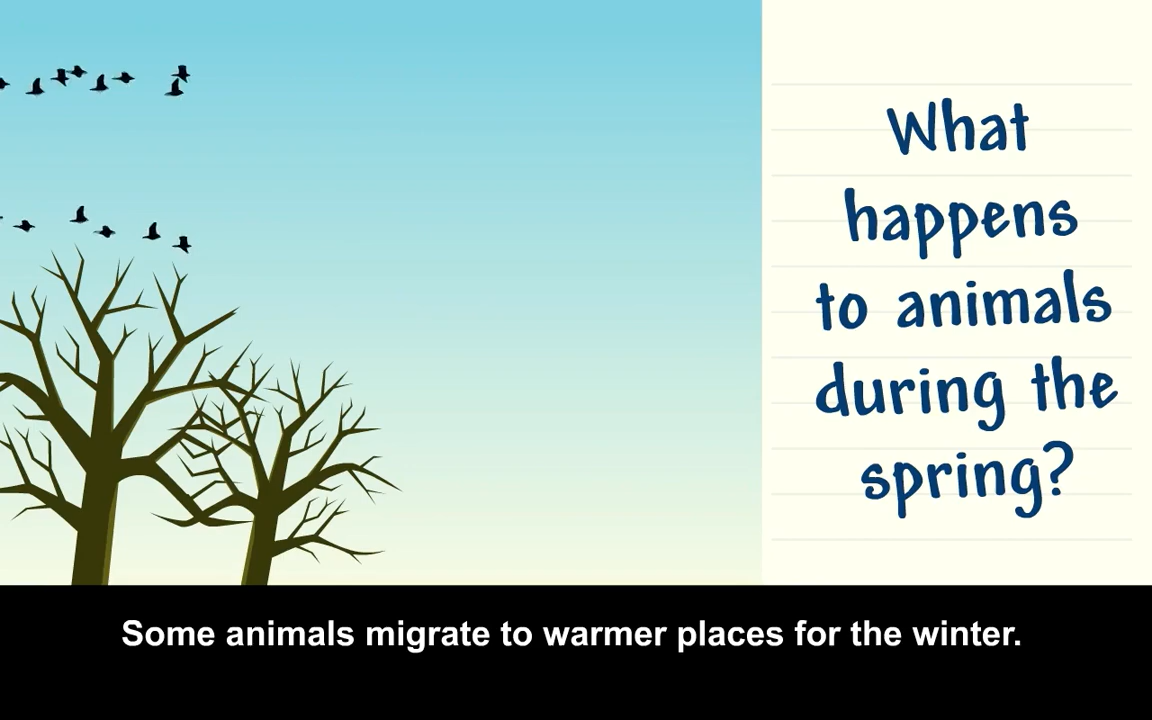 What
happens
to animals
during the
spring?
Some animals migrate to warmer places for the winter.